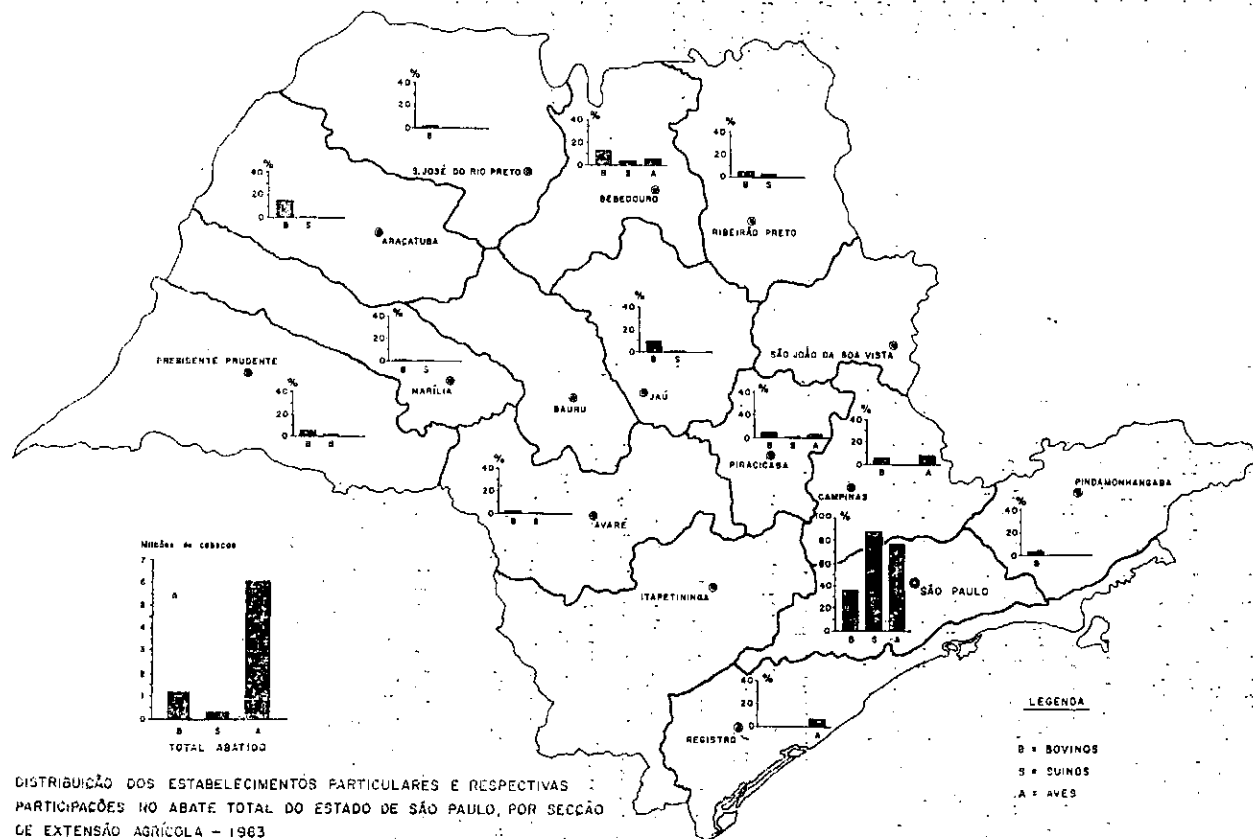 %
40
20
0
B
S. JOSÉ DO RIO PRETO
%
40
20
0
B S A
BEBEDOURO
%
40
20
0
B S
RIBEIRÃO PRETO
%
40
20
0
B S
ARAÇATUBA
%
40
20
0
B S
MARÍLIA
PRESIDENTE PRUDENTE
%
40
20
0
B S
BAURU
%
40
20
0
B S
JAÚ
SÃO JOÃO DA BOA VISTA
%
40
20
0
B S A
PIRACICABA
%
40
20
0
B A
CAMPINAS
PINDAMONHANGABA
%
40
20
0
B
%
40
20
0
B S
AVARÉ
ITAPETININGA
%
100
80
60
40
20
0
B S A
SÃO PAULO
%
40
20
0
A
REGISTRO
Milhões de cabeças
7
6
5
4
3
2
1
0
B S A
TOTAL ABATIDO
LEGENDA
B = BOVINOS
S = SUINOS
A = AVES
DISTRIBUIÇÃO DOS ESTABELECIMENTOS PARTICULARES E RESPECTIVAS
PARTICIPAÇÕES NO ABATE TOTAL DO ESTADO DE SÃO PAULO, POR SECÇÃO
DE EXTENSÃO AGRÍCOLA - 1963